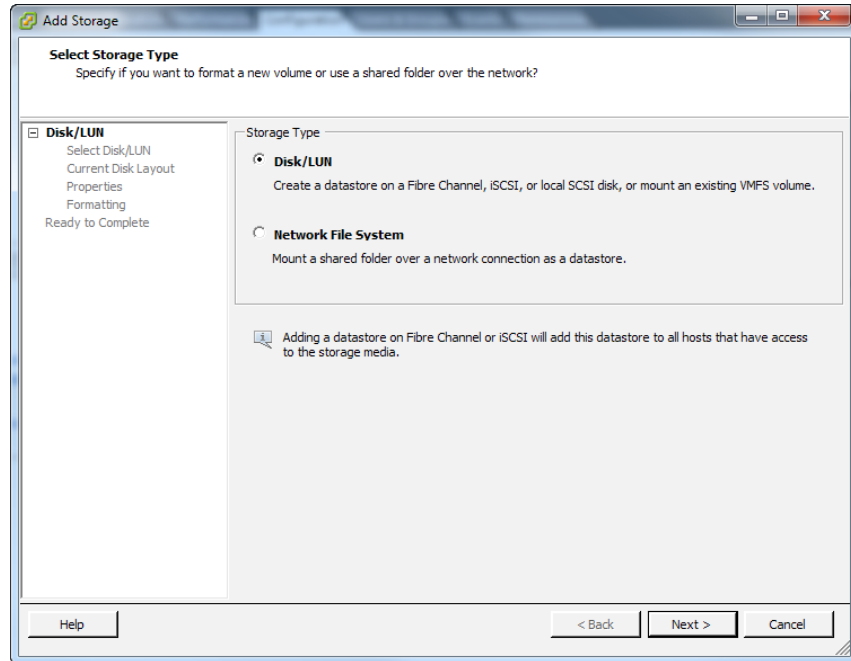 Add Storage
Configuration
Select Storage Type
Specify if you want to format a new volume or use a shared folder over the network?
Disk/LUN
Select Disk/LUN
Current Disk Layout
Properties
Formatting
Ready to Complete
Storage Type
Disk/LUN
Create a datastore on a Fibre Channel, iSCSI, or local SCSI disk, or mount an existing VMFS volume.
Network File System
Mount a shared folder over a network connection as a datastore.
Adding a datastore on Fibre Channel or iSCSI will add this datastore to all hosts that have access
to the storage media.
Help
< Back
Next >
Cancel